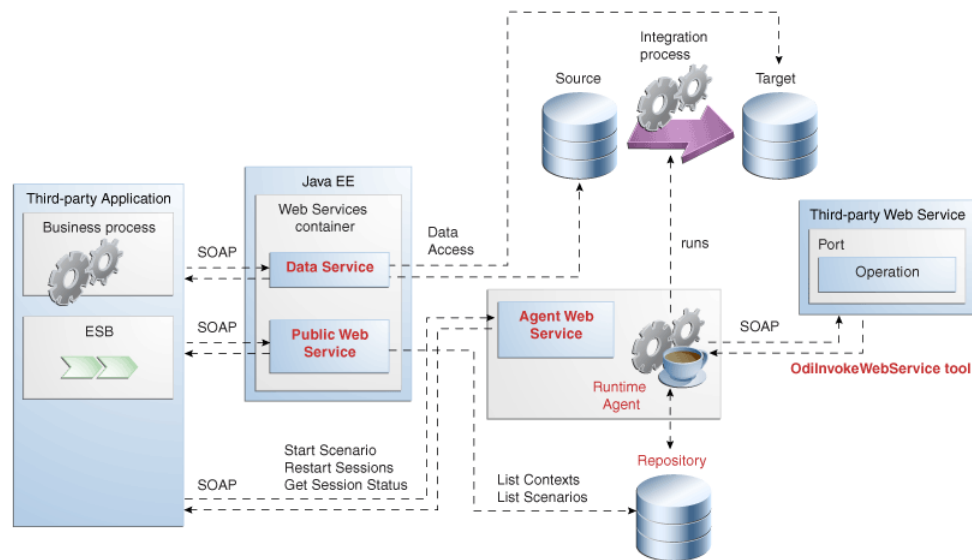 Integration
process
Source
Target
Third-party Application
Business process
SOAP
ESB
SOAP
SOAP
Java EE
Web Services
container
Data Service
Public Web
Service
Data
Access
runs
Agent Web
Service
Runtime
Agent
SOAP
Third-party Web Service
Port
Operation
OdiInvokeWebService tool
Start Scenario
Restart Sessions
Get Session Status
List Contexts
List Scenarios
Repository